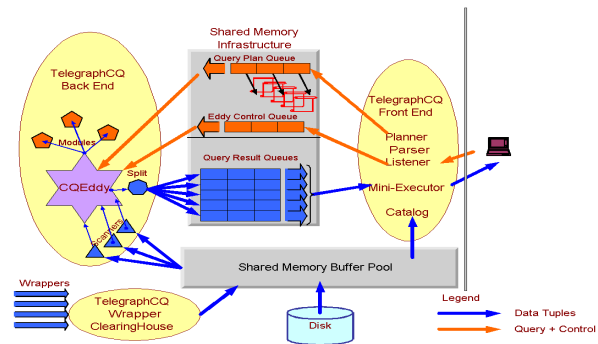 Shared Memory
Infrastructure
Query Plan Queue
TelegraphCQ
Back End
TelegraphCQ
Front End
Eddy Control Queue
Planner
Parser
Listener
Modules
Query Result Queues
Split
CQEddy
Mini-Executor
Catalog
Scanners
Shared Memory Buffer Pool
Wrappers
TelegraphCQ
Wrapper
ClearingHouse
Disk
Legend
Data Tuples
Query + Control